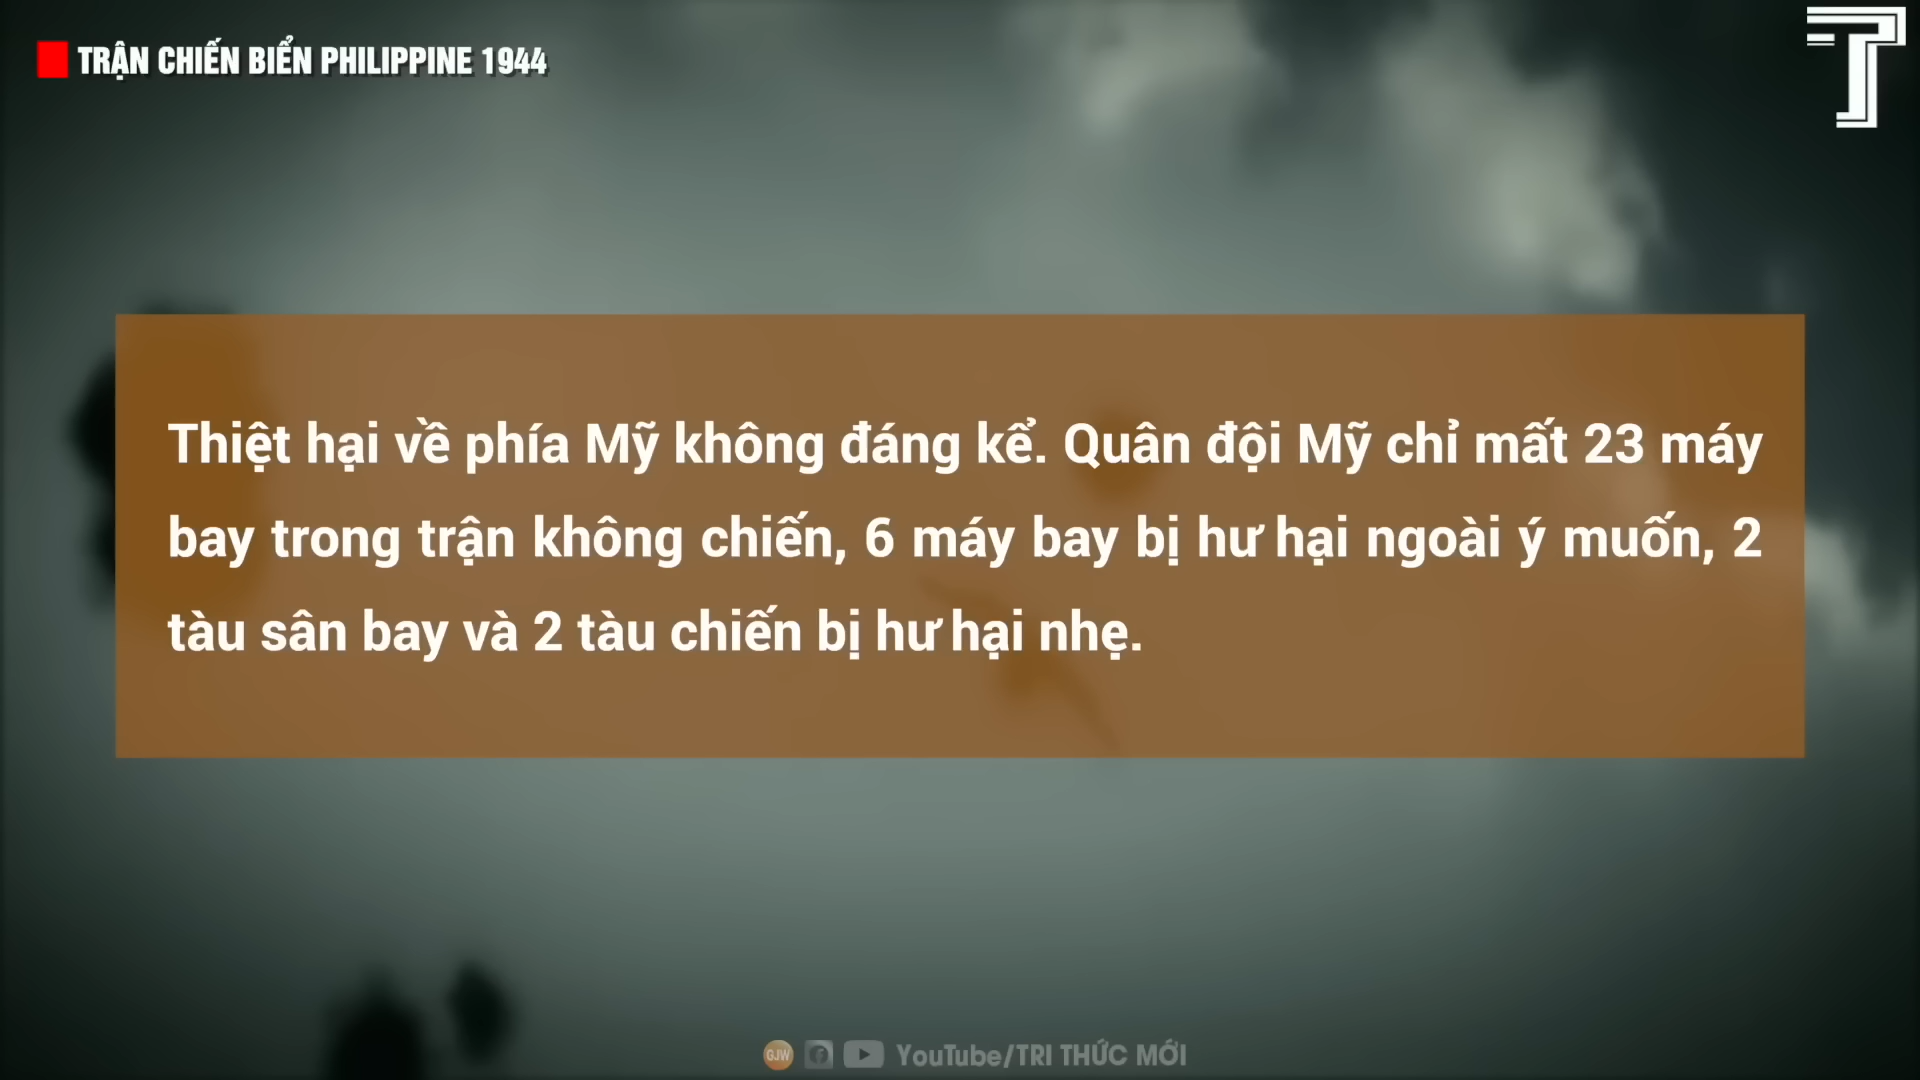 TRẬN CHIẾN BIỂN PHILIPPINE 1944
Thiệt hại về phía Mỹ không đáng kể. Quân đội Mỹ chỉ mất 23 máy
bay trong trận không chiến, 6 máy bay bị hư hại ngoài ý muốn, 2
tàu sân bay và 2 tàu chiến bị hư hại nhẹ.
GJW
YouTube/TRI THỨC MỚI